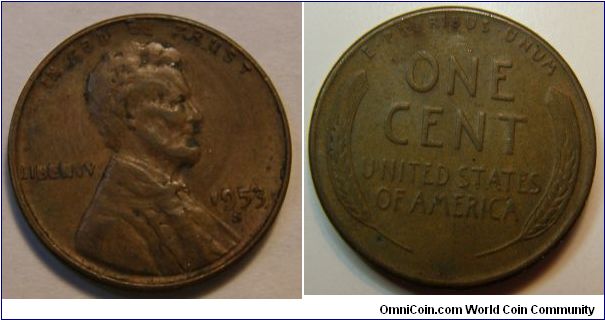 IN GOD WE TRUST
LIBERTY
1953
S
E PLURIBUS UNUM
ONE
CENT
UNITED STATES
OF AMERICA
OmniCoin.com World Coin Community